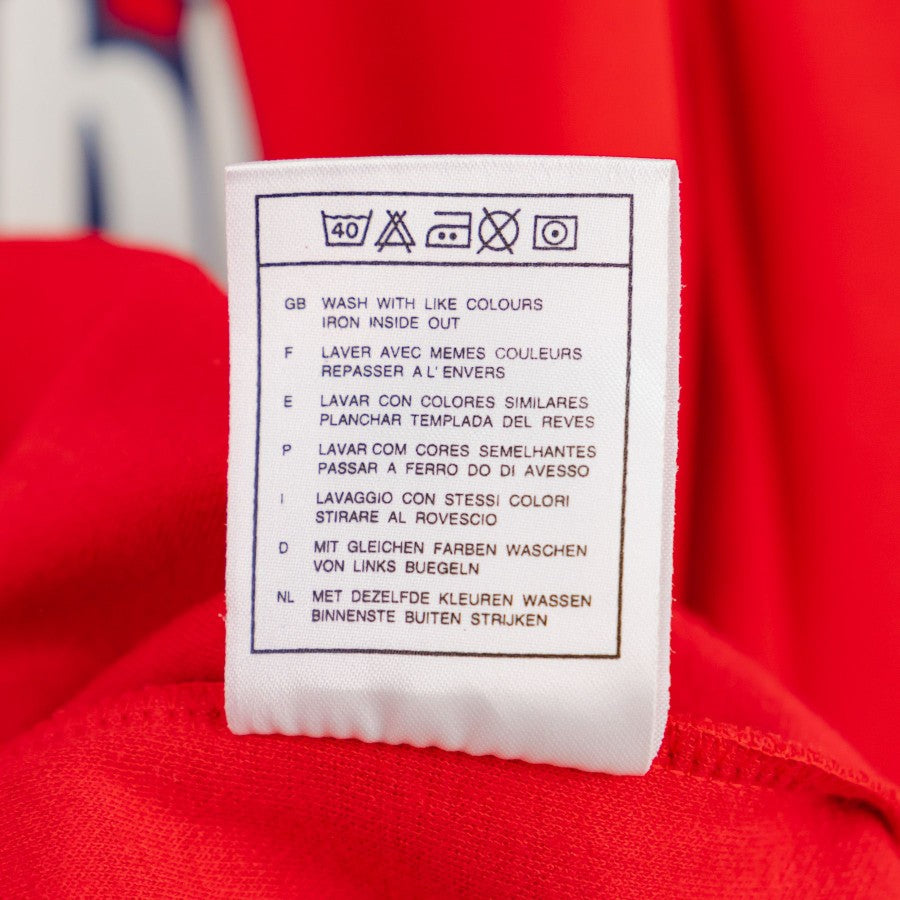 40
GB WASH WITH LIKE COLOURS
IRON INSIDE OUT
F LAVER AVEC MEMES COULEURS
REPASSER A L'ENVERS
E LAVAR CON COLORES SIMILARES
PLANCHAR TEMPLADA DEL REVES
P LAVAR COM CORES SEMELHANTES
PASSAR A FERRO DO DI AVESSO
I LAVAGGIO CON STESSI COLORI
STIRARE AL ROVESCIO
D MIT GLEICHEN FARBEN WASCHEN
VON LINKS BUEGELN
NL MET DEZELFDE KLEUREN WASSEN
BINNENSTE BUITEN STRIJKEN